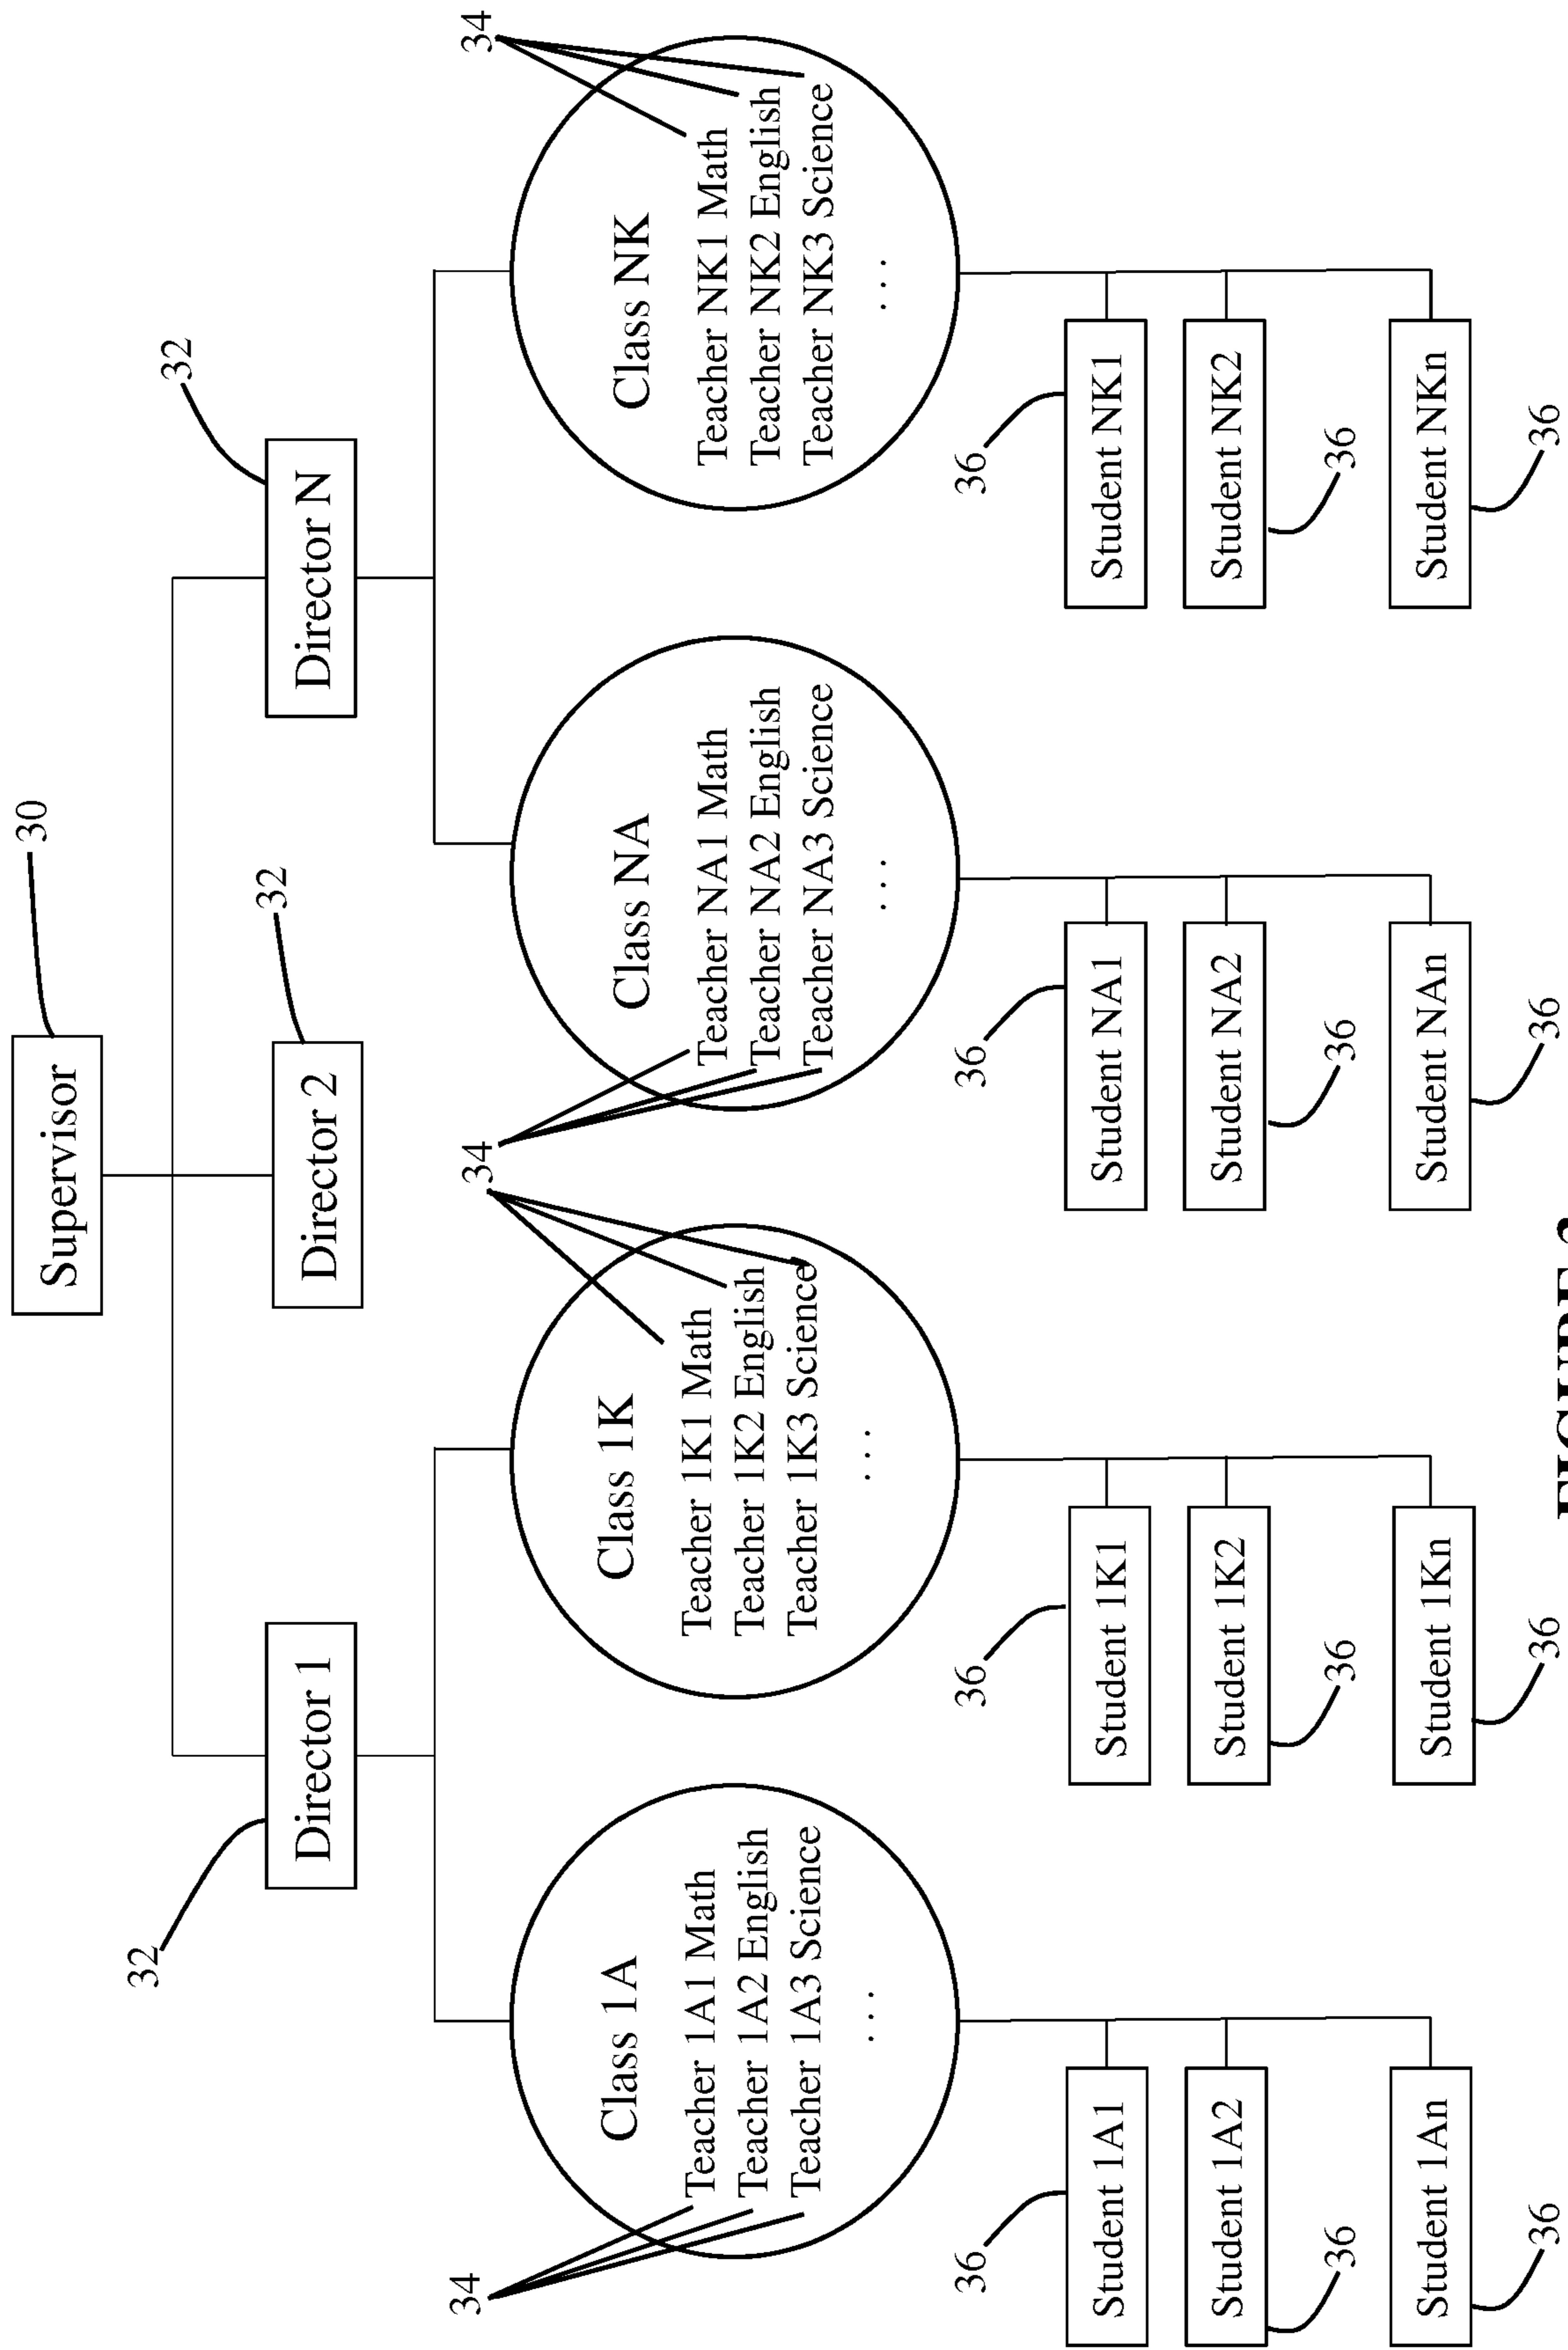 30
Supervisor
32
32
32
Director 1
Director 2
Director N
34
34
34
Class 1A
Teacher 1A1 Math
Teacher 1A2 English
Teacher 1A3 Science
. . .
Class 1K
Teacher 1K1 Math
Teacher 1K2 English
Teacher 1K3 Science
. . .
Class NA
Teacher NA1 Math
Teacher NA2 English
Teacher NA3 Science
. . .
Class NK
Teacher NK1 Math
Teacher NK2 English
Teacher NK3 Science
. . .
36
Student 1A1
Student 1A2
36
Student 1An
36
36
Student 1K1
Student 1K2
36
Student 1Kn
36
36
Student NA1
Student NA2
36
Student NAn
36
36
Student NK1
Student NK2
36
Student NKn
36
FIGURE